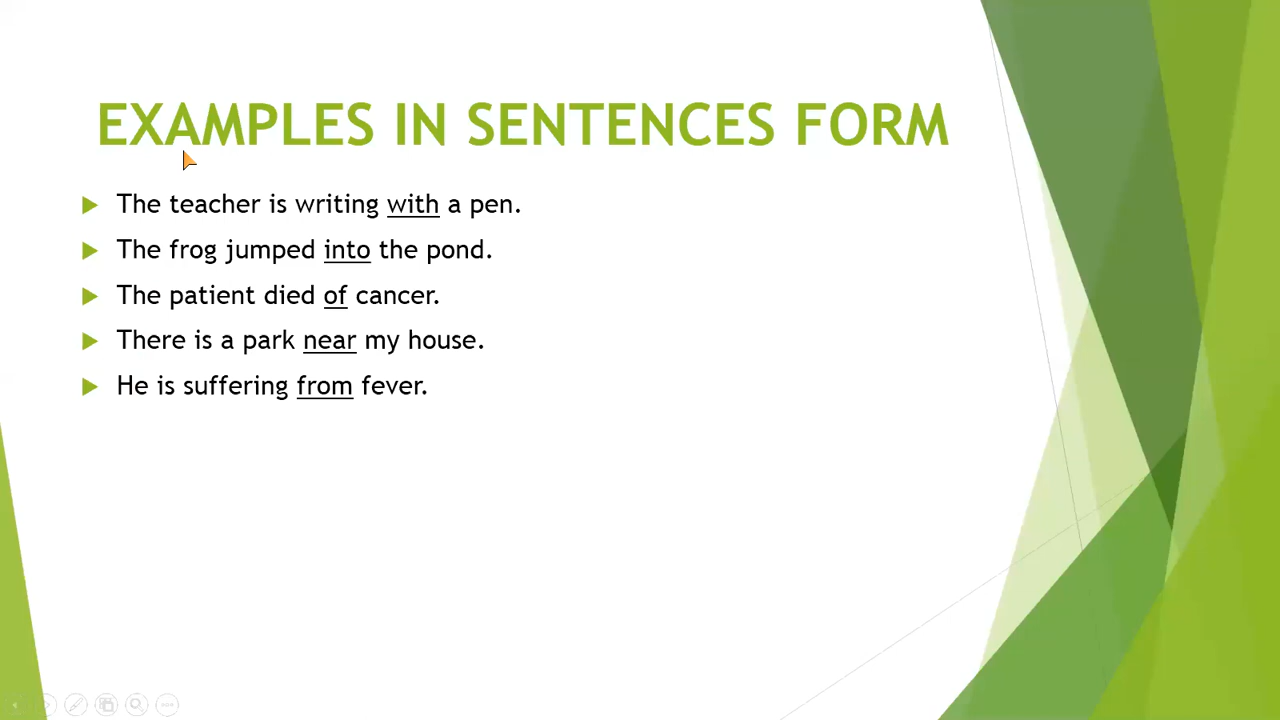 EXAMPLES IN SENTENCES FORM
The teacher is writing with a pen.
The frog jumped into the pond.
The patient died of cancer.
There is a park near my house.
He is suffering from fever.